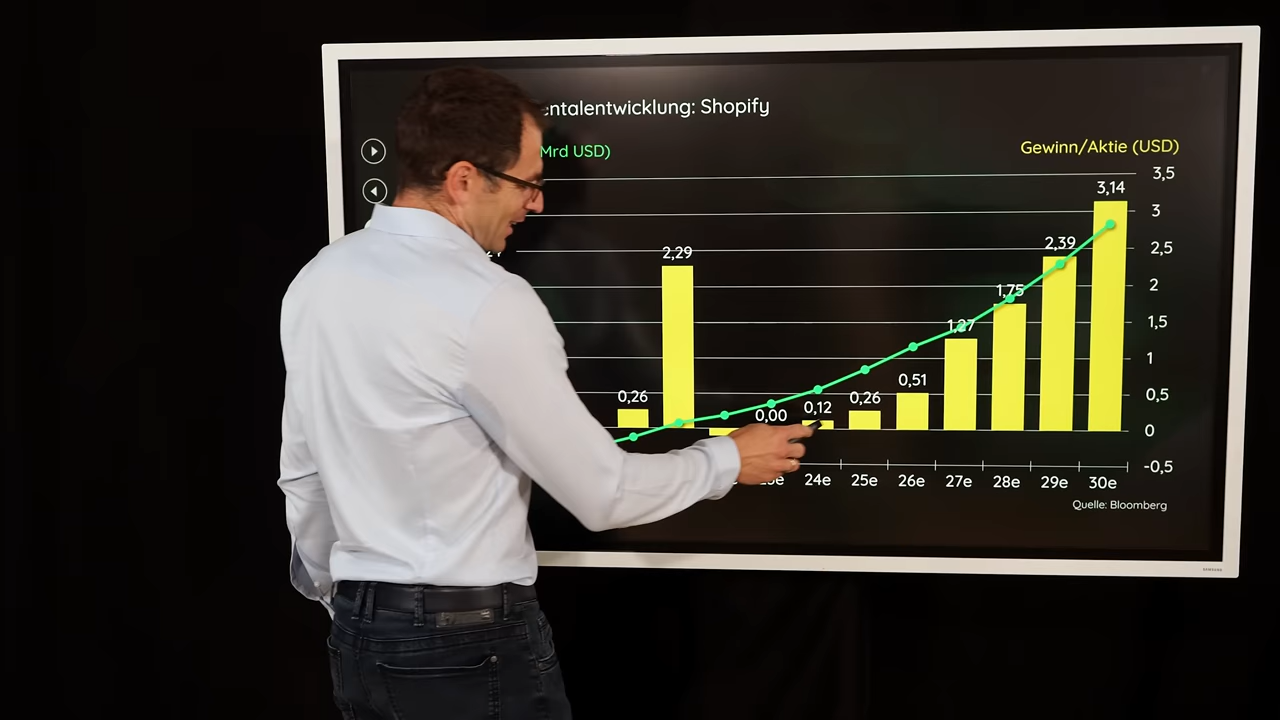 entalentwicklung: Shopify
Mrd USD)
Gewinn/Aktie (USD)
3,5
3,14
3
2,39
2,5
2,29
2
1,75
1,5
1,27
1
0,51
0,5
0,26
0,26
0,12
0,00
0
-0,5
24e
25e
26e
27e
28e
29e
30e
Quelle: Bloomberg
SAMSUNG